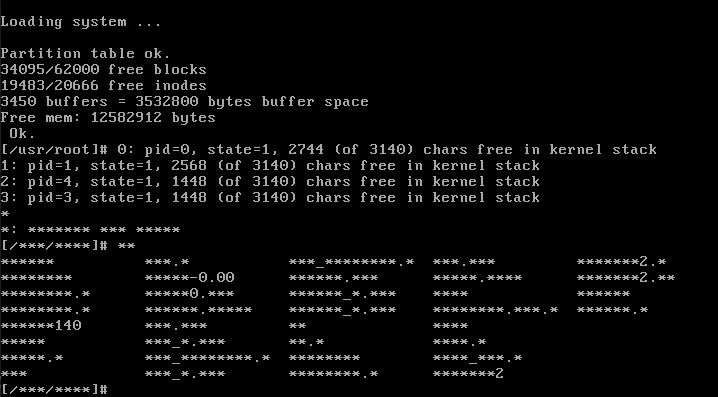 Loading system ...
Partition table ok.
34095/62000 free blocks
19483/20666 free inodes
3450 buffers = 3532800 bytes buffer space
Free mem: 12582912 bytes
 Ok.
[/usr/root]# 0: pid=0, state=1, 2744 (of 3140) chars free in kernel stack
1: pid=1, state=1, 2568 (of 3140) chars free in kernel stack
2: pid=4, state=1, 1448 (of 3140) chars free in kernel stack
3: pid=3, state=1, 1448 (of 3140) chars free in kernel stack
*
*: ******* *** *****
[/***/****]# **
******          ***.*           ***_********.*  ***.***         *******2.*
********        *****-0.00      ******.***      *****.****      *******2.**
********.*      *****0.***      ******_*.***    ****            ******
********.*      ******.*****    ******_*.***    ********.***.*  ******.*
******140       ***.***         **              ****
*****           ***_*.***       **.*            ****.*
*****.*         ***_********.*  ********        ****_***.*
***             ***_*.***       ********.*      *******2
[/***/****]#